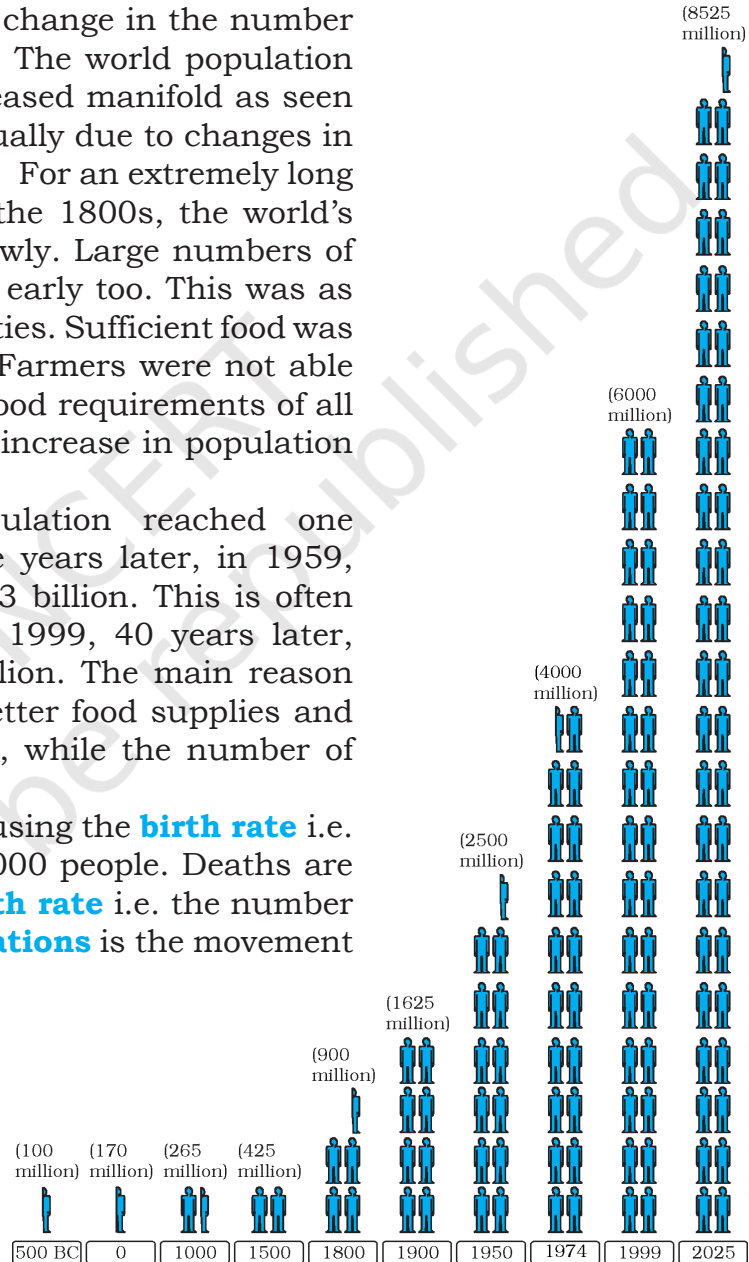 change in the number
The world population
eased manifold as seen
ually due to changes in
For an extremely long
the 1800s, the world's
wly. Large numbers of
early too. This was as
ties. Sufficient food was
Farmers were not able
ood requirements of all
increase in population
pulation reached one
e years later, in 1959,
3 billion. This is often
1999, 40 years later,
lion. The main reason
etter food supplies and
, while the number of
using the birth rate i.e.
000 people. Deaths are
th rate i.e. the number
ations is the movement
(8525
million)
(6000
million)
(4000
million)
(2500
million)
(1625
million)
(900
million)
(100
million)
(170
million)
(265
million)
(425
million)
500 BC 0 1000 1500 1800 1900 1950 1974 1999 2025
NCERT
be republished